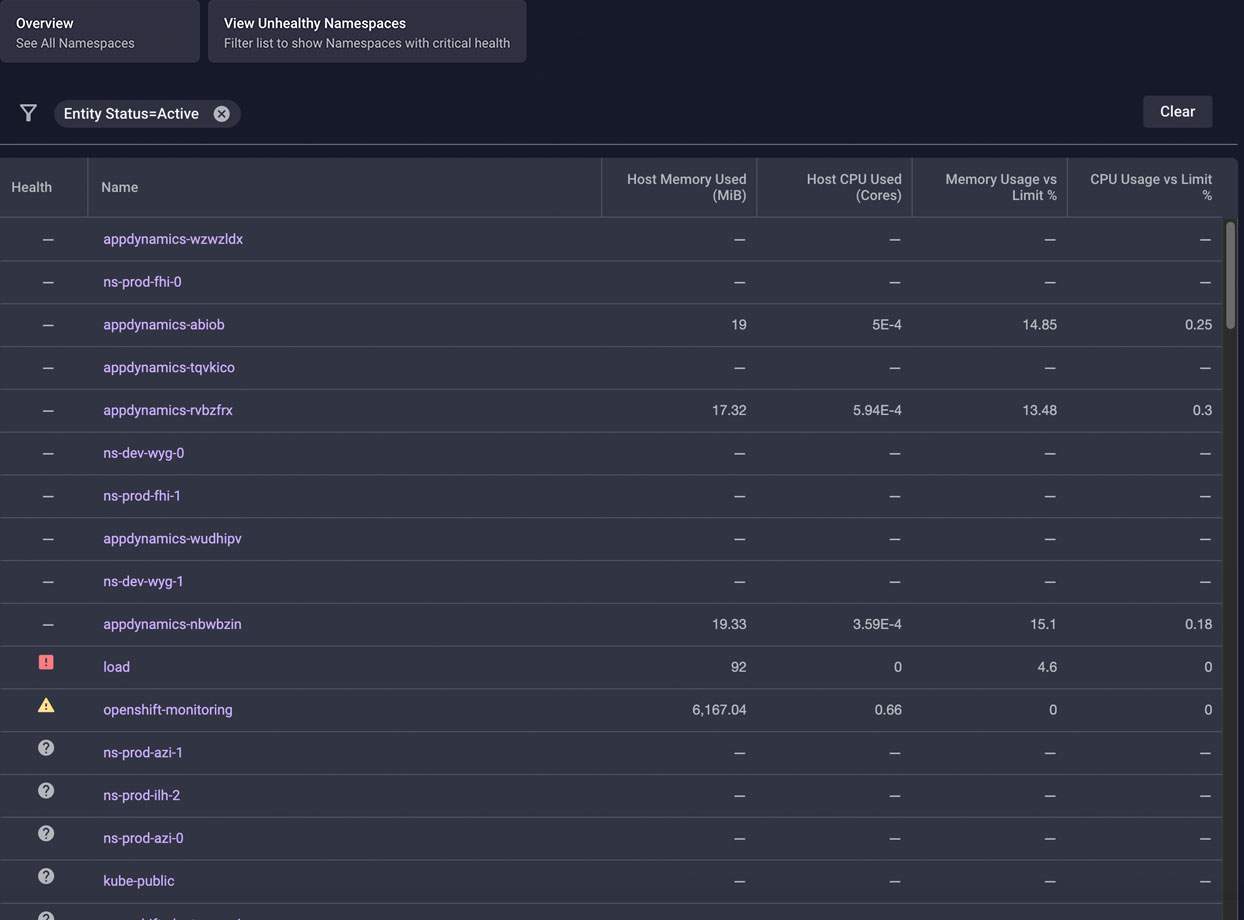 Overview
See All Namespaces
View Unhealthy Namespaces
Filter list to show Namespaces with critical health
Entity Status=Active
Clear
Health Name Host Memory Used (MiB) Host CPU Used (Cores) Memory Usage vs Limit % CPU Usage vs Limit %
— appdynamics-wzwzldx — — — —
— ns-prod-fhi-0 — — — —
— appdynamics-abiob 19 5E-4 14.85 0.25
— appdynamics-tqvkico — — — —
— appdynamics-rvbzfrx 17.32 5.94E-4 13.48 0.3
— ns-dev-wyg-0 — — — —
— ns-prod-fhi-1 — — — —
— appdynamics-wudhipv — — — —
— ns-dev-wyg-1 — — — —
— appdynamics-nbwbzin 19.33 3.59E-4 15.1 0.18
! load 92 0 4.6 0
! openshift-monitoring 6,167.04 0.66 0 0
? ns-prod-azi-1 — — — —
? ns-prod-ilh-2 — — — —
? ns-prod-azi-0 — — — —
? kube-public — — — —
?